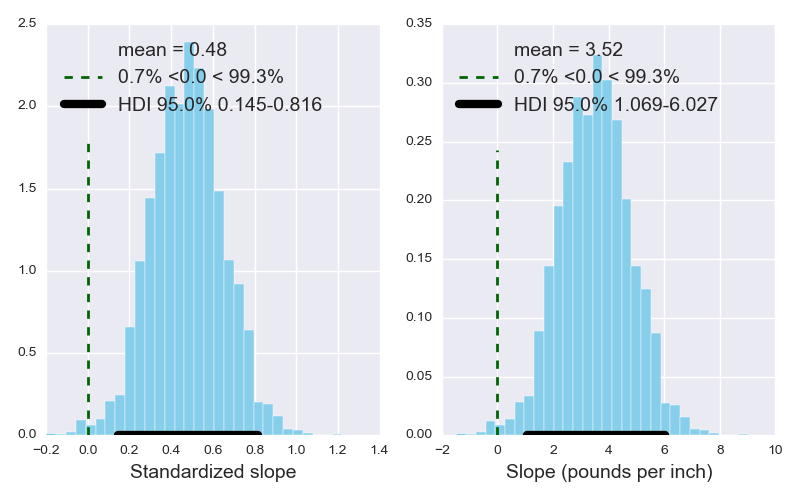 2.5
2.0
1.5
1.0
0.5
0.0
mean = 0.48
0.7% <0.0 < 99.3%
HDI 95.0% 0.145-0.816
−0.2 0.0 0.2 0.4 0.6 0.8 1.0 1.2 1.4
Standardized slope
0.35
0.30
0.25
0.20
0.15
0.10
0.05
0.00
mean = 3.52
0.7% <0.0 < 99.3%
HDI 95.0% 1.069-6.027
−2 0 2 4 6 8 10
Slope (pounds per inch)